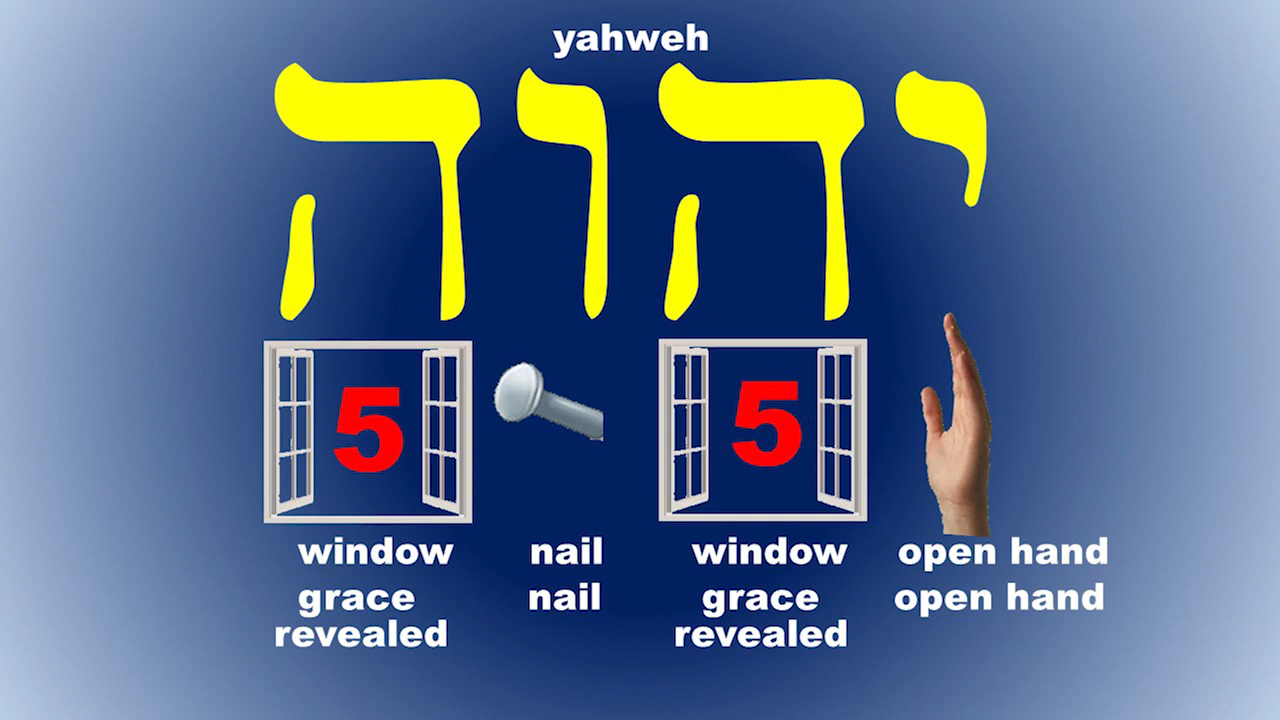 yahweh
יהוה
5 5
window nail window open hand
grace nail grace open hand
revealed revealed